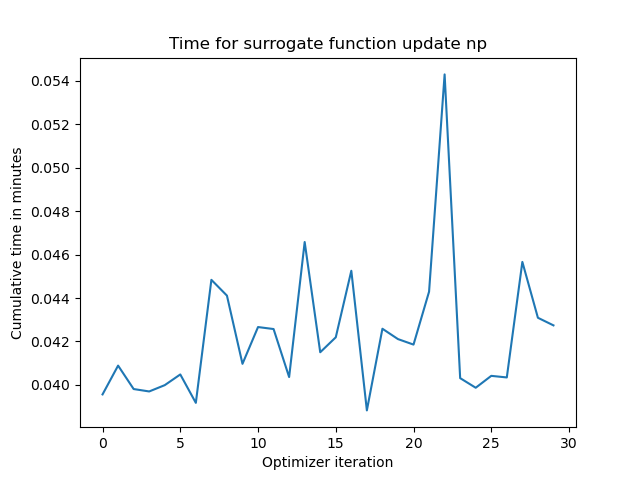 Time for surrogate function update np
Cumulative time in minutes
0.054
0.052
0.050
0.048
0.046
0.044
0.042
0.040
0 5 10 15 20 25 30
Optimizer iteration